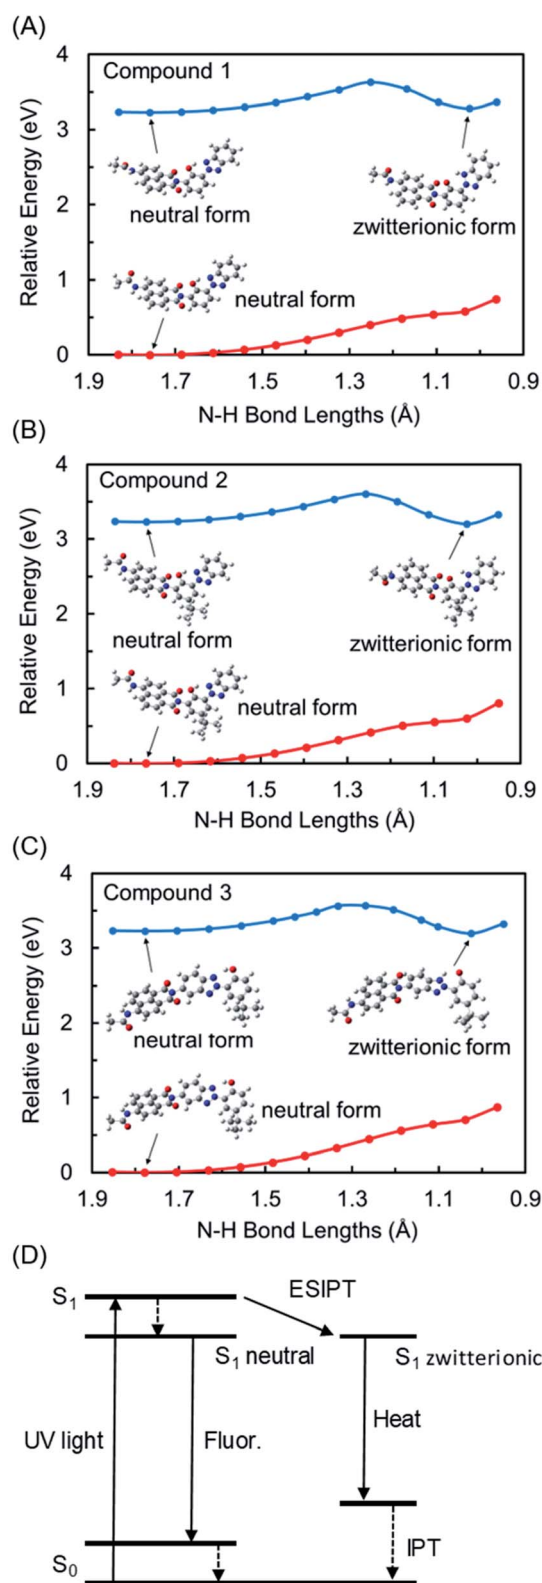 (A)
Compound 1
Relative Energy (eV)
4
3
2
1
0
neutral form
zwitterionic form
neutral form
1.9
1.7
1.5
1.3
1.1
0.9
N-H Bond Lengths (Å)
(B)
Compound 2
Relative Energy (eV)
4
3
2
1
0
neutral form
zwitterionic form
neutral form
1.9
1.7
1.5
1.3
1.1
0.9
N-H Bond Lengths (Å)
(C)
Compound 3
Relative Energy (eV)
4
3
2
1
0
neutral form
zwitterionic form
neutral form
1.9
1.7
1.5
1.3
1.1
0.9
N-H Bond Lengths (Å)
(D)
ESIPT
S₁
S₁ neutral
S₁ zwitterionic
UV light
Fluor.
Heat
IPT
S₀